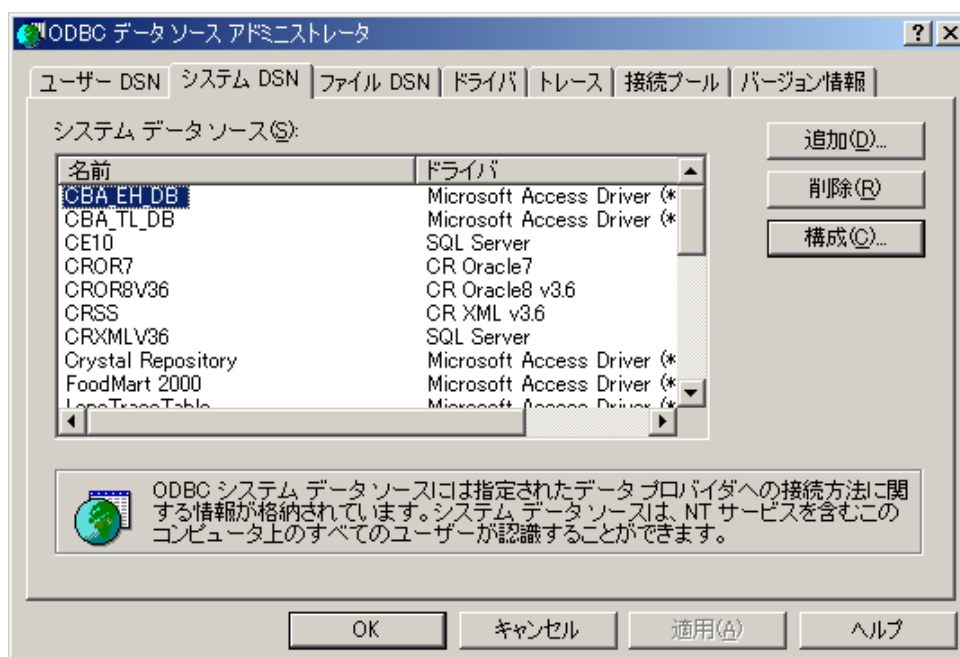 ODBC データ ソース アドミニストレータ
ユーザー DSN システム DSN ファイル DSN ドライバ トレース 接続プール バージョン情報
システム データ ソース(S):
追加(D)...
削除(R)
構成(C)...
名前 ドライバ
CBA_EH_DB Microsoft Access Driver (*
CBA_TL_DB Microsoft Access Driver (*
CE10 SQL Server
CROR7 CR Oracle7
CROR8V36 CR Oracle8 v3.6
CRSS CR XML v3.6
CRXMLV36 SQL Server
Crystal Repository Microsoft Access Driver (*
FoodMart 2000 Microsoft Access Driver (*
Microsoft Access Driver (*
ODBC システム データ ソースには指定されたデータ プロバイダへの接続方法に関
する情報が格納されています。システム データ ソースは、NT サービスを含むこの
コンピュータ上のすべてのユーザーが認識することができます。
OK キャンセル 適用(A) ヘルプ